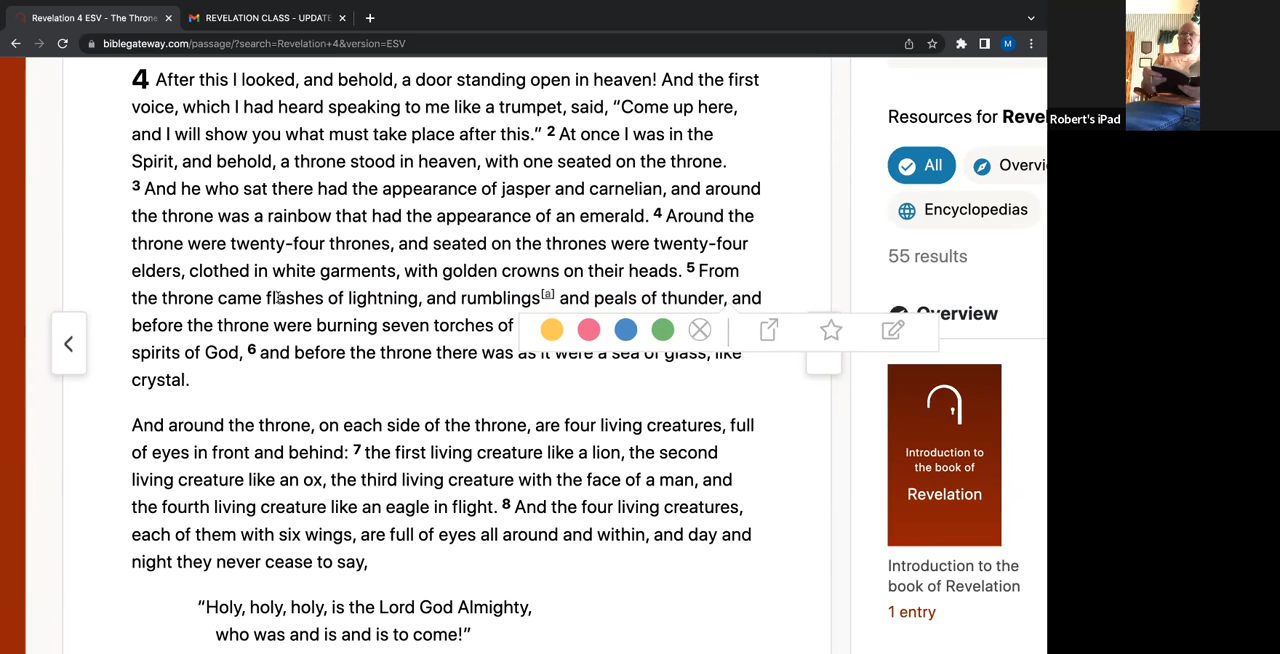 Revelation 4 ESV - The Throne
REVELATION CLASS - UPDATE
biblegateway.com/passage/?search=Revelation+4&version=ESV
M
4 After this I looked, and behold, a door standing open in heaven! And the first
voice, which I had heard speaking to me like a trumpet, said, “Come up here,
and I will show you what must take place after this.” 2 At once I was in the
Spirit, and behold, a throne stood in heaven, with one seated on the throne.
3 And he who sat there had the appearance of jasper and carnelian, and around
the throne was a rainbow that had the appearance of an emerald. 4 Around the
throne were twenty-four thrones, and seated on the thrones were twenty-four
elders, clothed in white garments, with golden crowns on their heads. 5 From
the throne came flashes of lightning, and rumblings[a] and peals of thunder, and
before the throne were burning seven torches of
spirits of God, 6 and before the throne there was as it were a sea of glass, like
crystal.
And around the throne, on each side of the throne, are four living creatures, full
of eyes in front and behind: 7 the first living creature like a lion, the second
living creature like an ox, the third living creature with the face of a man, and
the fourth living creature like an eagle in flight. 8 And the four living creatures,
each of them with six wings, are full of eyes all around and within, and day and
night they never cease to say,
“Holy, holy, holy, is the Lord God Almighty,
who was and is and is to come!”
Resources for Reve
All
Overvi
Encyclopedias
55 results
Overview
Introduction to
the book of
Revelation
Introduction to the
book of Revelation
1 entry
Robert's iPad